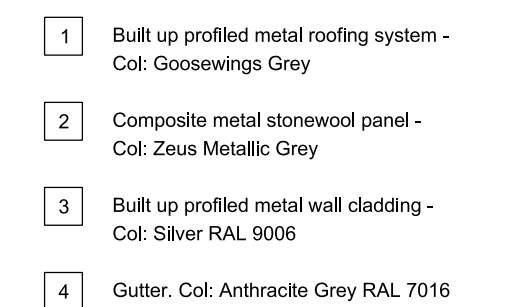 1 Built up profiled metal roofing system -
Col: Goosewings Grey
2 Composite metal stonewool panel -
Col: Zeus Metallic Grey
3 Built up profiled metal wall cladding -
Col: Silver RAL 9006
4 Gutter. Col: Anthracite Grey RAL 7016